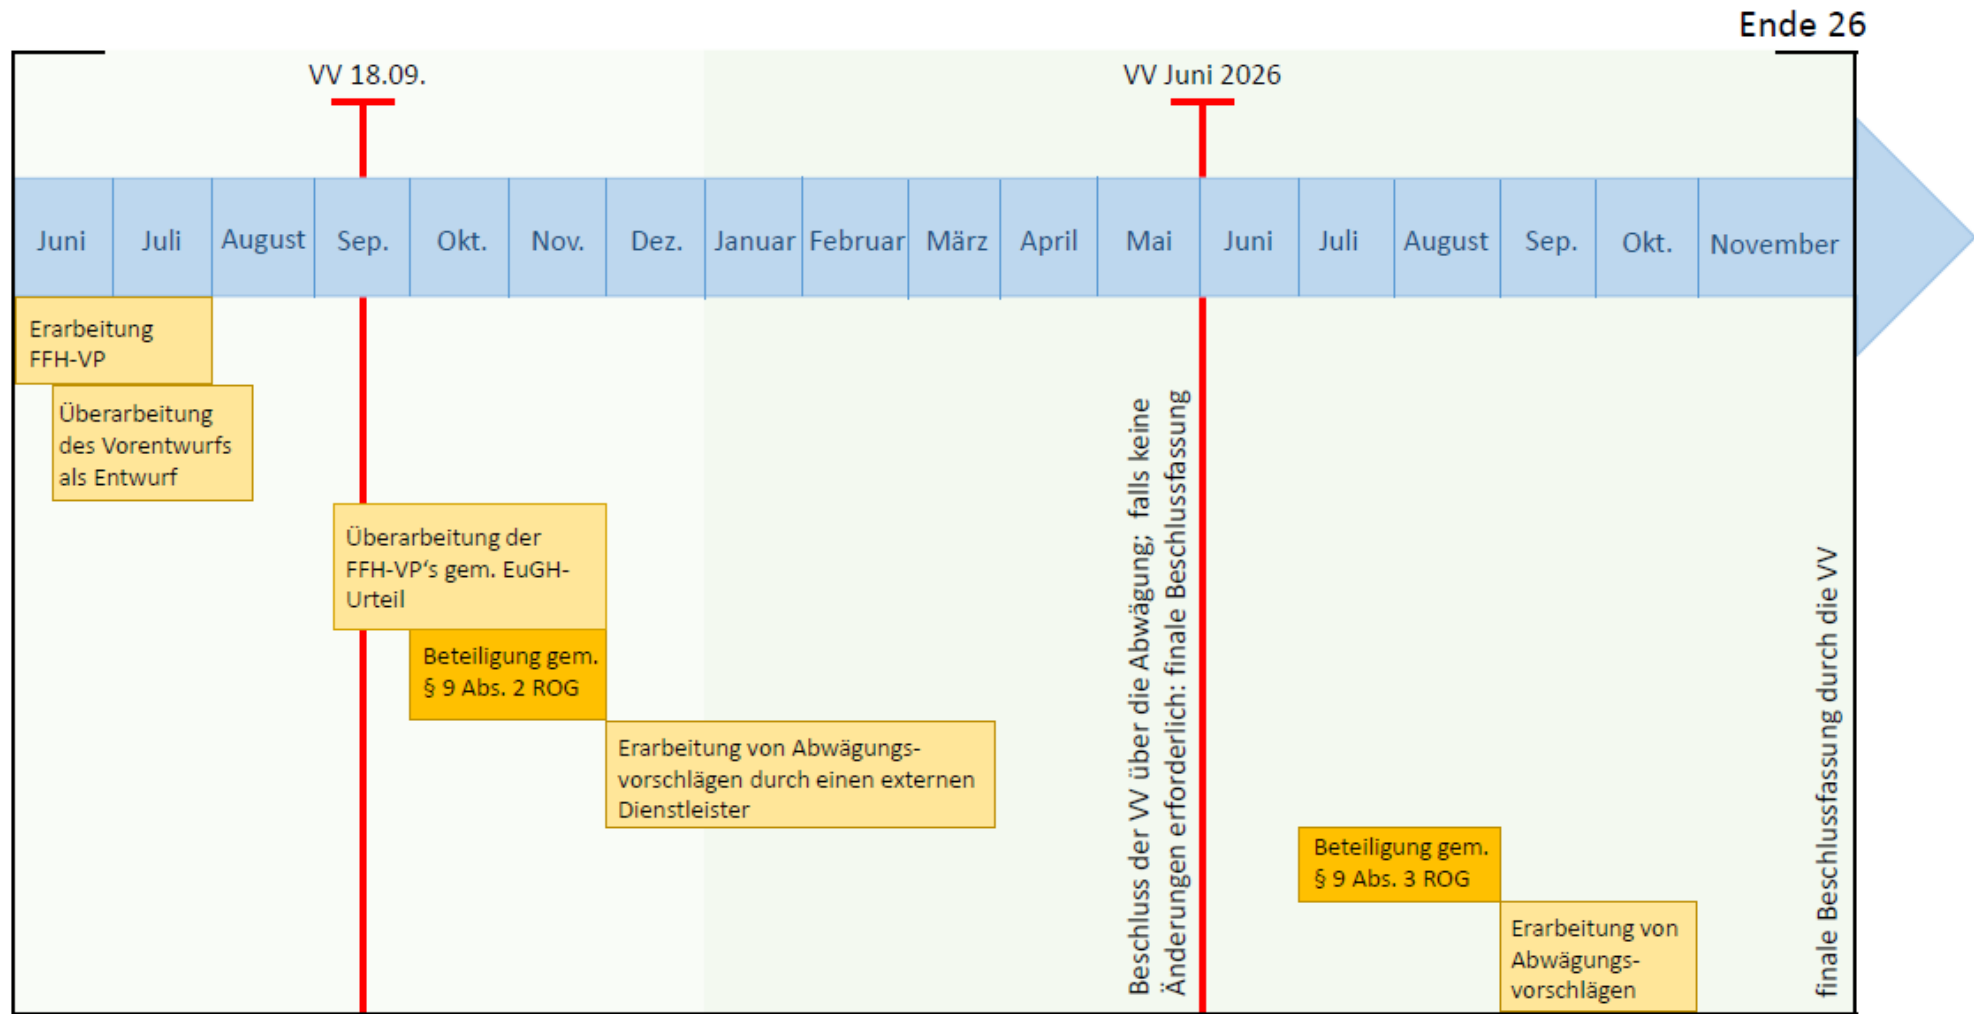 Ende 26
VV 18.09.
VV Juni 2026
Juni
Juli
August
Sep.
Okt.
Nov.
Dez.
Januar
Februar
März
April
Mai
Juni
Juli
August
Sep.
Okt.
November
Erarbeitung
FFH-VP
Überarbeitung
des Vorentwurfs
als Entwurf
Überarbeitung der
FFH-VP‘s gem. EuGH-
Urteil
Beteiligung gem.
§ 9 Abs. 2 ROG
Erarbeitung von Abwägungs-
vorschlägen durch einen externen
Dienstleister
Beschluss der VV über die Abwägung; falls keine
Änderungen erforderlich: finale Beschlussfassung
Beteiligung gem.
§ 9 Abs. 3 ROG
Erarbeitung von
Abwägungs-
vorschlägen
finale Beschlussfassung durch die VV